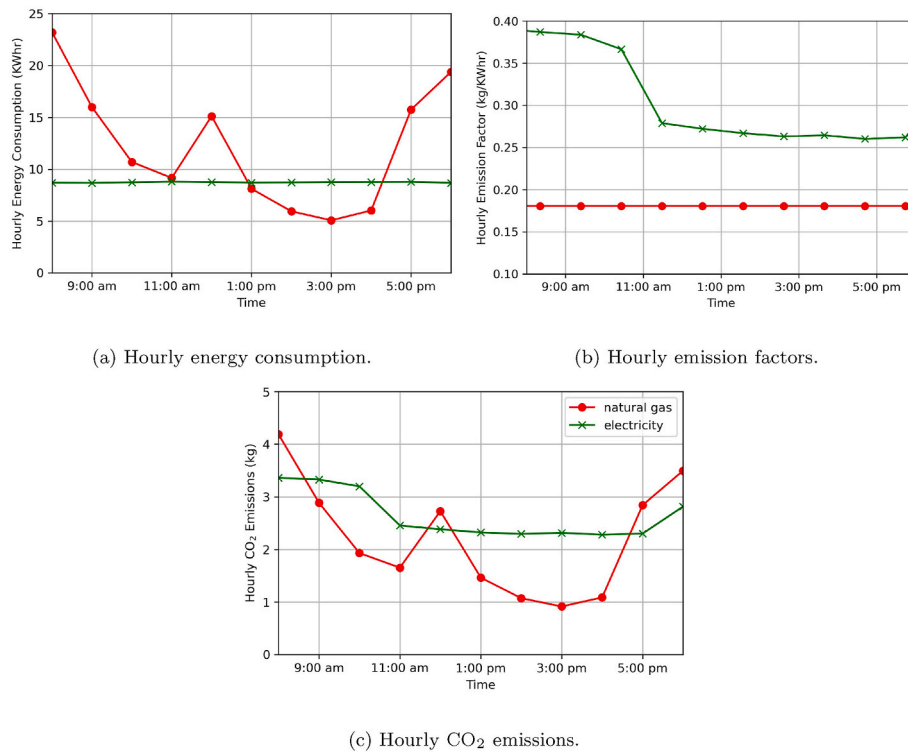 25
20
15
10
5
0
Hourly Energy Consumption (KWhr)
9:00 am 11:00 am 1:00 pm 3:00 pm 5:00 pm
Time
(a) Hourly energy consumption.
0.40
0.35
0.30
0.25
0.20
0.15
0.10
Hourly Emission Factor (kg/KWhr)
9:00 am 11:00 am 1:00 pm 3:00 pm 5:00 pm
Time
(b) Hourly emission factors.
5
4
3
2
1
0
Hourly CO₂ Emissions (kg)
natural gas
electricity
9:00 am 11:00 am 1:00 pm 3:00 pm 5:00 pm
Time
(c) Hourly CO₂ emissions.